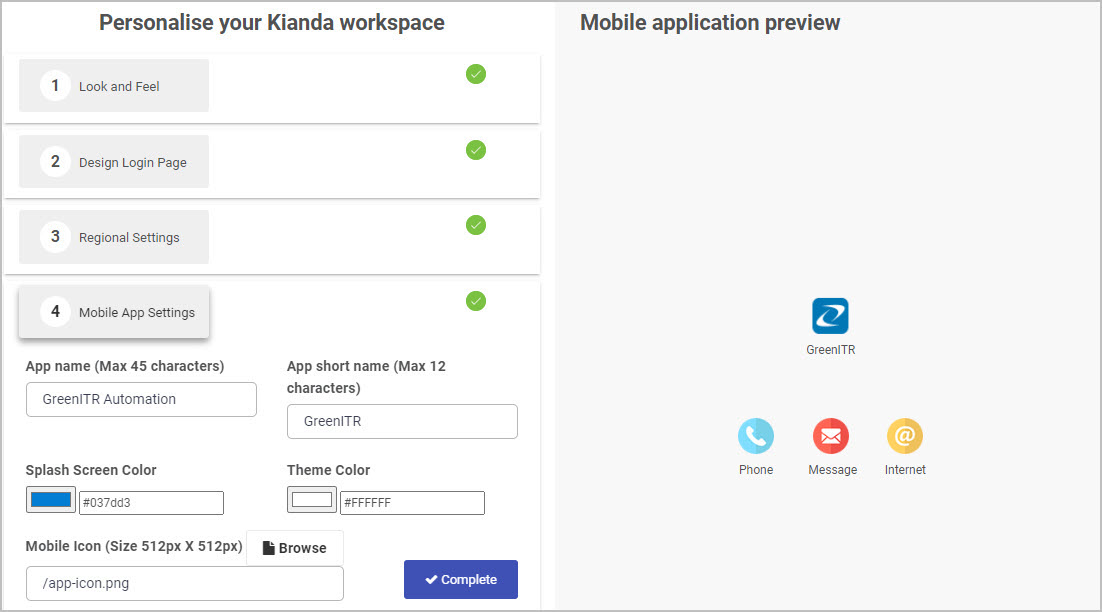 Personalise your Kianda workspace
1 Look and Feel
2 Design Login Page
3 Regional Settings
4 Mobile App Settings
App name (Max 45 characters)
GreenITR Automation
App short name (Max 12
characters)
GreenITR
Splash Screen Color
#037dd3
Theme Color
#FFFFFF
Mobile Icon (Size 512px X 512px)
Browse
/app-icon.png
Complete
Mobile application preview
GreenITR
Phone
Message
@
Internet